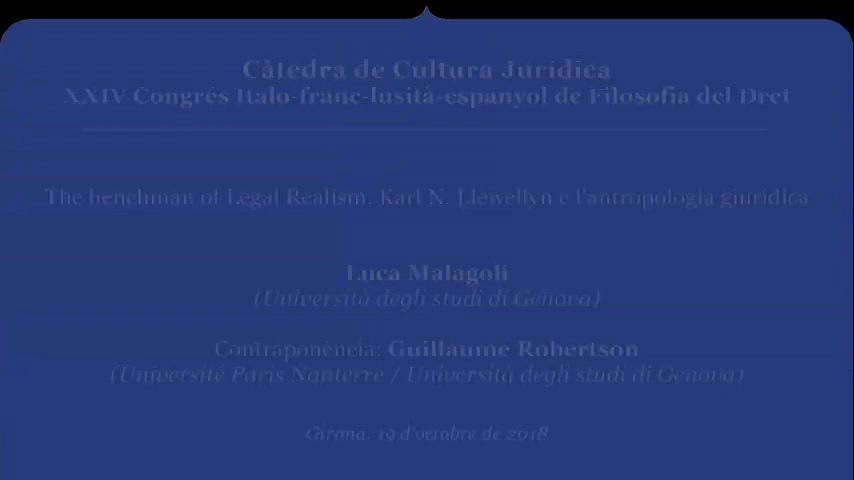 Càtedra de Cultura Jurídica
XXIV Congrés Italo-franc-lusità-espanyol de Filosofia del Dret
The henchman of Legal Realism. Karl N. Llewellyn e l'antropologia giuridica
Luca Malagoli
(Università degli studi di Genova)
Contraponència: Guillaume Robertson
(Université Paris Nanterre / Università degli studi di Genova)
Girona, 19 d'octubre de 2018